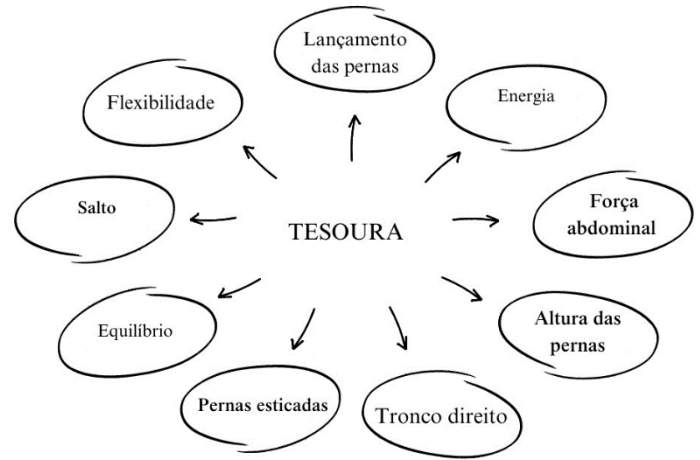 Lançamento
das pernas
Flexibilidade
Energia
Salto
Força
abdominal
TESOURA
Equilíbrio
Altura das
pernas
Pernas esticadas
Tronco direito